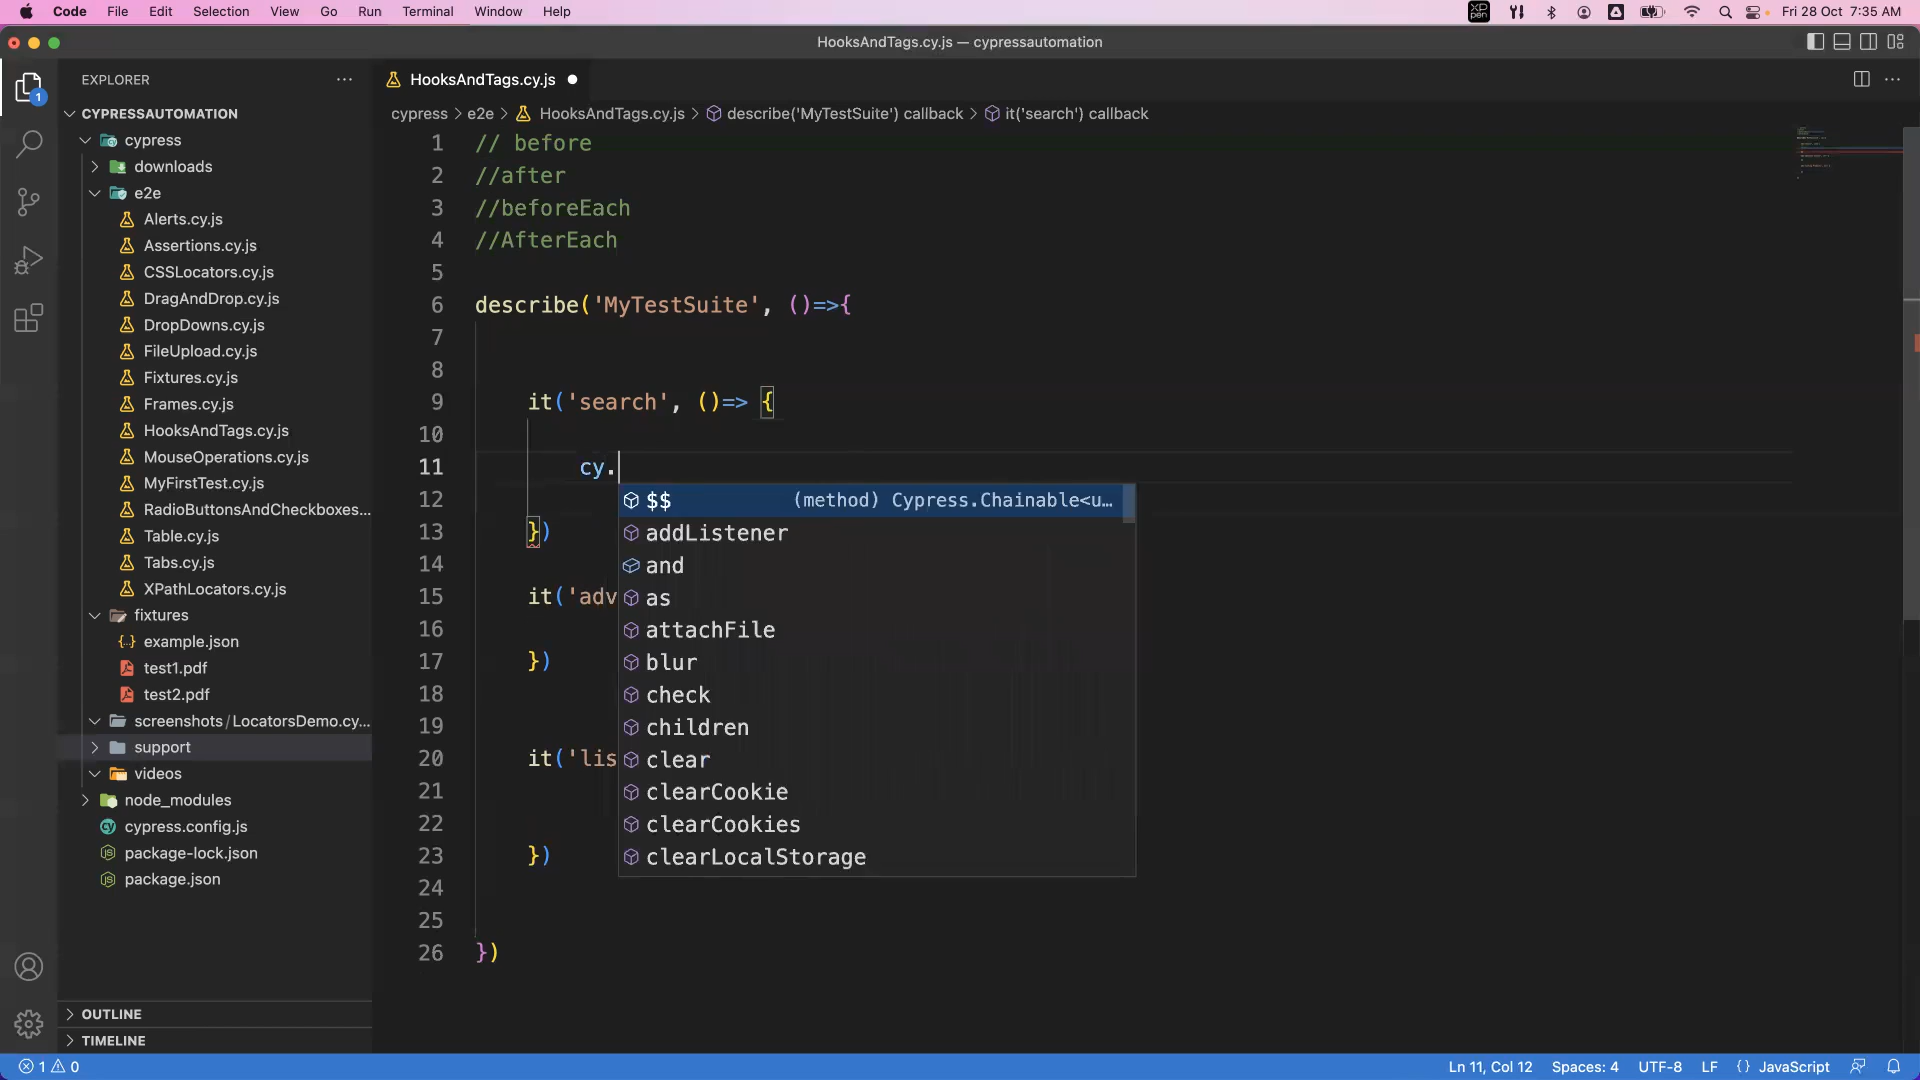 Code File Edit Selection View Go Run Terminal Window Help
XP PEN
Fri 28 Oct 7:35 AM
HooksAndTags.cy.js — cypressautomation
1
EXPLORER
HooksAndTags.cy.js
CYPRESSAUTOMATION
cypress
downloads
e2e
Alerts.cy.js
Assertions.cy.js
CSSLocators.cy.js
DragAndDrop.cy.js
DropDowns.cy.js
FileUpload.cy.js
Fixtures.cy.js
Frames.cy.js
HooksAndTags.cy.js
MouseOperations.cy.js
MyFirstTest.cy.js
RadioButtonsAndCheckboxes...
Table.cy.js
Tabs.cy.js
XPathLocators.cy.js
fixtures
example.json
test1.pdf
test2.pdf
screenshots / LocatorsDemo.cy...
support
videos
node_modules
cypress.config.js
package-lock.json
package.json
OUTLINE
TIMELINE
cypress > e2e > HooksAndTags.cy.js > describe('MyTestSuite') callback > it('search') callback
1 // before
2 //after
3 //beforeEach
4 //AfterEach
5
6 describe('MyTestSuite', ()=>{
7
8
9 it('search', ()=> {
10
11 cy.
12
13 })
14
15 it('adv
16
17 })
18
19
20 it('lis
21
22
23 })
24
25
26 })
$$ (method) Cypress.Chainable<u...
addListener
and
as
attachFile
blur
check
children
clear
clearCookie
clearCookies
clearLocalStorage
1 0
Ln 11, Col 12 Spaces: 4 UTF-8 LF {} JavaScript